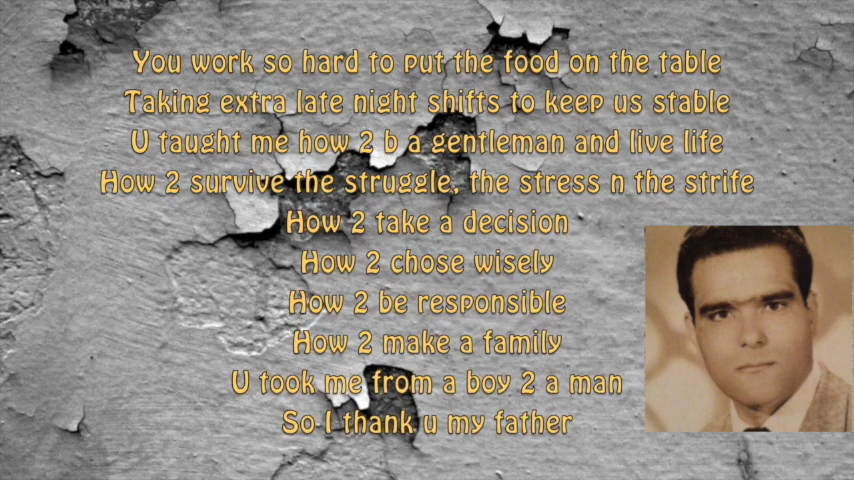 You work so hard to put the food on the table
Taking extra late night shifts to keep us stable
U taught me how 2 b a gentleman and live life
How 2 survive the struggle, the stress n the strife
How 2 take a decision
How 2 chose wisely
How 2 be responsible
How 2 make a family
U took me from a boy 2 a man
So I thank u my father